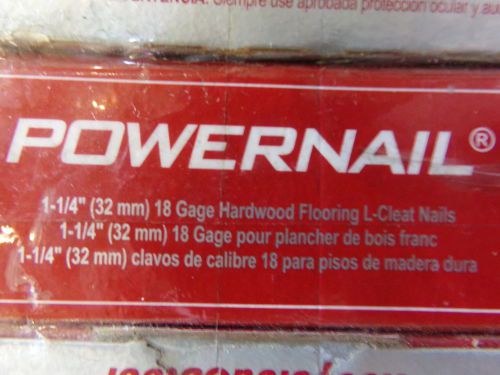 Siempre use aprobada protección ocular y
POWERNAIL®
1-1/4" (32 mm) 18 Gage Hardwood Flooring L-Cleat Nails
1-1/4" (32 mm) 18 Gage pour plancher de bois franc
1-1/4" (32 mm) clavos de calibre 18 para pisos de madera dura